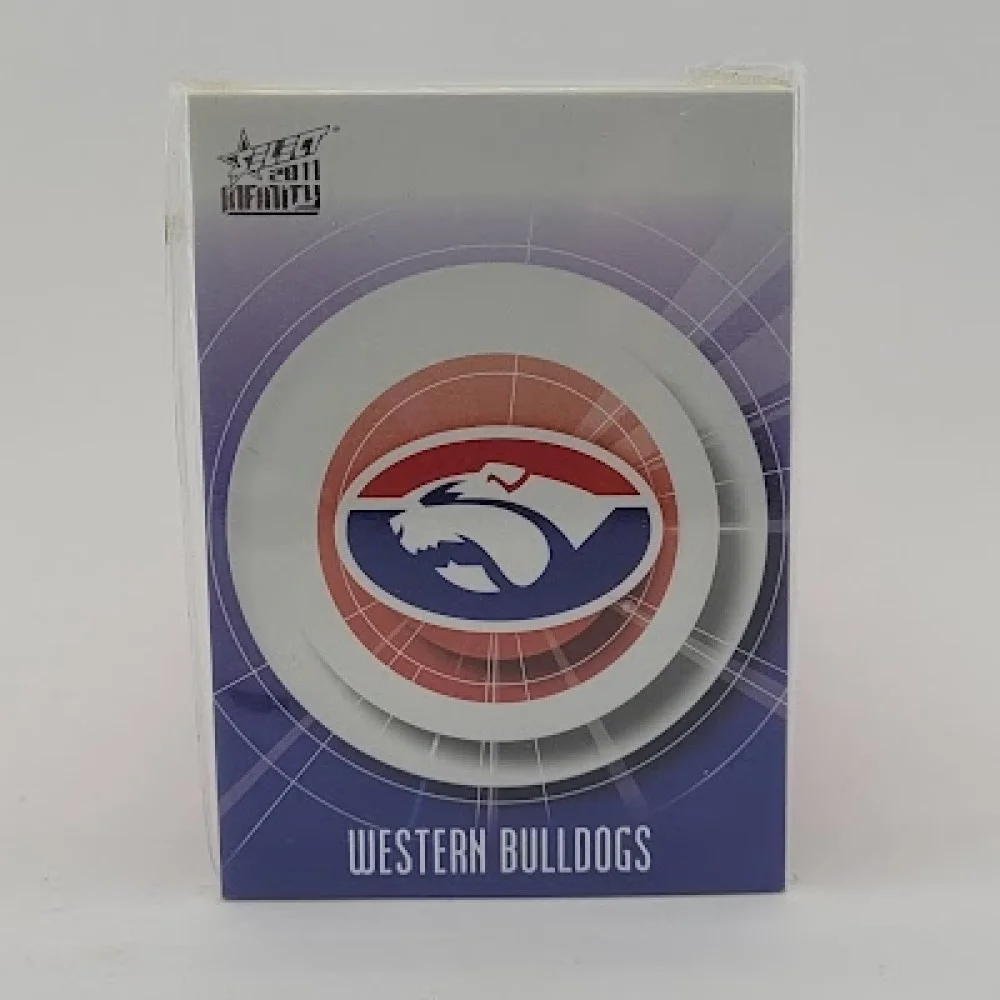 SELECT
2011
INFINITY
WESTERN BULLDOGS